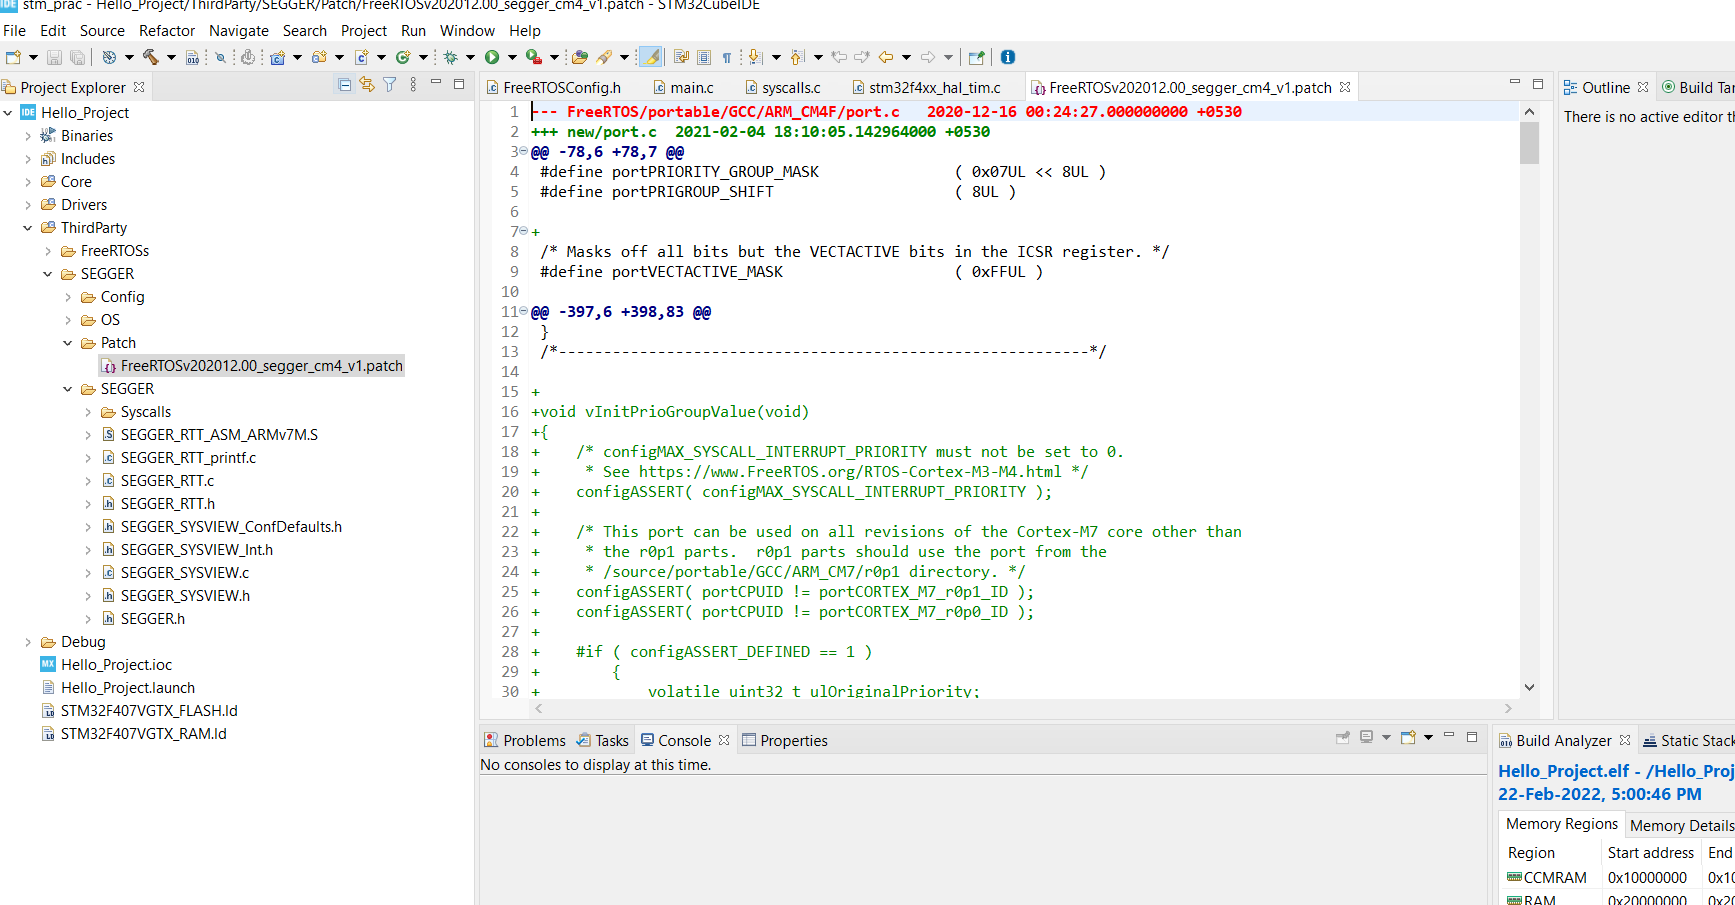 stm_prac - Hello_Project/ThirdParty/SEGGER/Patch/FreeRTOSv202012.00_segger_cm4_v1.patch - STM32CubeIDE
File Edit Source Refactor Navigate Search Project Run Window Help
Project Explorer
Hello_Project
Binaries
Includes
Core
Drivers
ThirdParty
FreeRTOSs
SEGGER
Config
OS
Patch
FreeRTOSv202012.00_segger_cm4_v1.patch
SEGGER
Syscalls
SEGGER_RTT_ASM_ARMv7M.S
SEGGER_RTT_printf.c
SEGGER_RTT.c
SEGGER_RTT.h
SEGGER_SYSVIEW_ConfDefaults.h
SEGGER_SYSVIEW_Int.h
SEGGER_SYSVIEW.c
SEGGER_SYSVIEW.h
SEGGER.h
Debug
Hello_Project.ioc
Hello_Project.launch
STM32F407VGTX_FLASH.ld
STM32F407VGTX_RAM.ld
FreeRTOSConfig.h main.c syscalls.c stm32f4xx_hal_tim.c FreeRTOSv202012.00_segger_cm4_v1.patch
1 --- FreeRTOS/portable/GCC/ARM_CM4F/port.c 2020-12-16 00:24:27.000000000 +0530
2 +++ new/port.c 2021-02-04 18:10:05.142964000 +0530
3 @@ -78,6 +78,7 @@
4 #define portPRIORITY_GROUP_MASK ( 0x07UL << 8UL )
5 #define portPRIGROUP_SHIFT ( 8UL )
6
7 +
8 /* Masks off all bits but the VECTACTIVE bits in the ICSR register. */
9 #define portVECTACTIVE_MASK ( 0xFFUL )
10
11 @@ -397,6 +398,83 @@
12 }
13 /*-----------------------------------------------------------*/
14
15 +
16 +void vInitPrioGroupValue(void)
17 +{
18 + /* configMAX_SYSCALL_INTERRUPT_PRIORITY must not be set to 0.
19 + * See https://www.FreeRTOS.org/RTOS-Cortex-M3-M4.html */
20 + configASSERT( configMAX_SYSCALL_INTERRUPT_PRIORITY );
21 +
22 + /* This port can be used on all revisions of the Cortex-M7 core other than
23 + * the r0p1 parts. r0p1 parts should use the port from the
24 + * /source/portable/GCC/ARM_CM7/r0p1 directory. */
25 + configASSERT( portCPUID != portCORTEX_M7_r0p1_ID );
26 + configASSERT( portCPUID != portCORTEX_M7_r0p0_ID );
27 +
28 + #if ( configASSERT_DEFINED == 1 )
29 + {
30 + volatile uint32_t ulOriginalPriority;
Outline Build Tar
There is no active editor th
Problems Tasks Console Properties
No consoles to display at this time.
Build Analyzer Static Stack
Hello_Project.elf - /Hello_Proj
22-Feb-2022, 5:00:46 PM
Memory Regions Memory Details
Region Start address End
CCMRAM 0x10000000 0x10
RAM 0x20000000 0x20